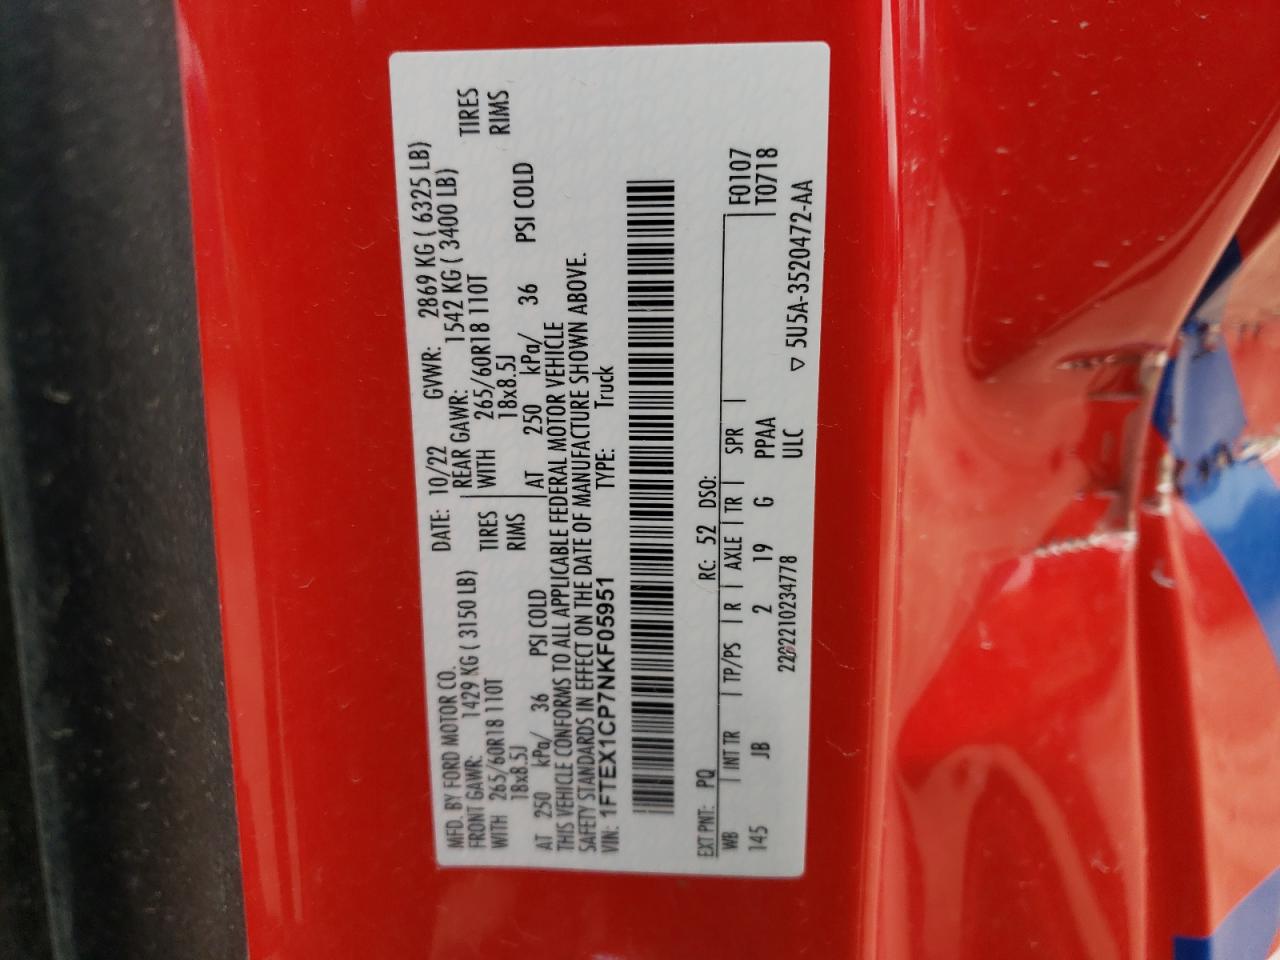 MFD. BY FORD MOTOR CO. DATE: 10/22 GVWR: 2869 KG ( 6325 LB)
FRONT GAWR: 1429 KG ( 3150 LB) REAR GAWR: 1542 KG ( 3400 LB)
WITH 265/60R18 110T TIRES WITH 265/60R18 110T TIRES
18x8.5J RIMS 18x8.5J RIMS
AT 250 kPa/ 36 PSI COLD AT 250 kPa/ 36 PSI COLD
THIS VEHICLE CONFORMS TO ALL APPLICABLE FEDERAL MOTOR VEHICLE
SAFETY STANDARDS IN EFFECT ON THE DATE OF MANUFACTURE SHOWN ABOVE.
VIN: 1FTEX1CP7NKF05951 TYPE: Truck
EXT PNT: PQ RC: 52 DSO:
WB INT TR TP/PS R AXLE TR SPR F0107
145 JB 2 19 G PPAA T0718
2202210234778 ULC
▽ 5U5A-3520472-AA